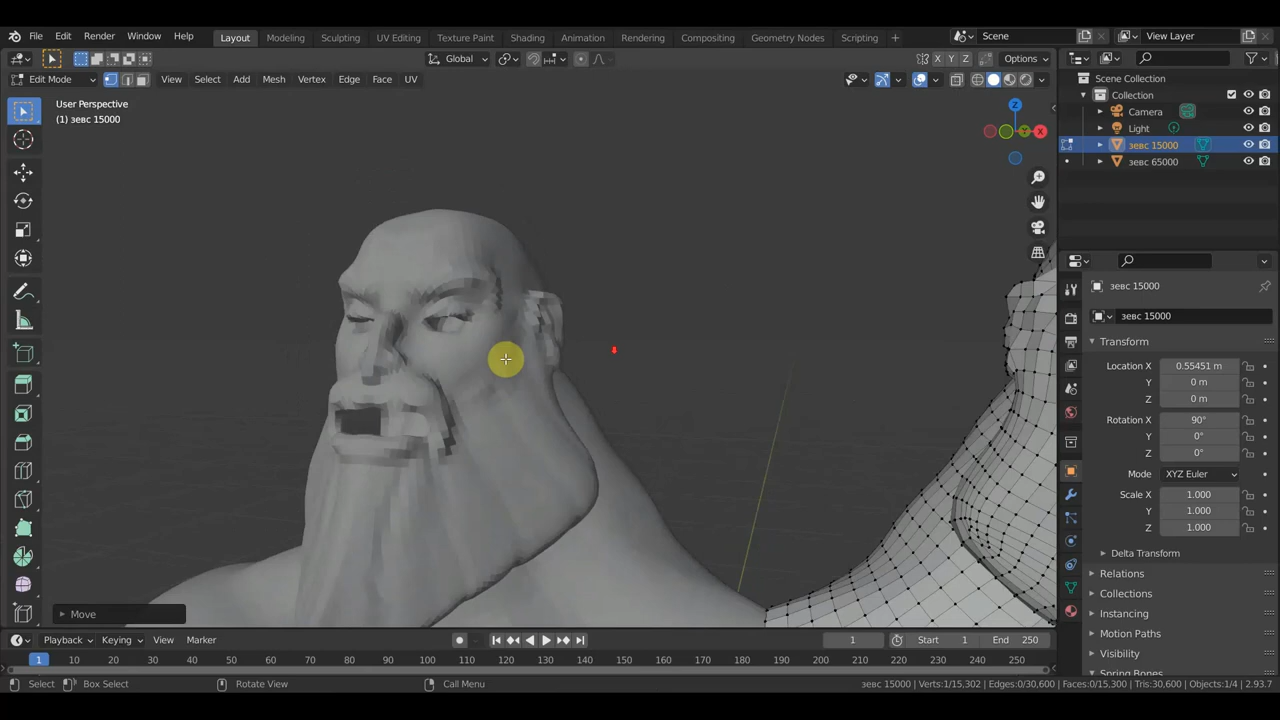 File Edit Render Window Help Layout Modeling Sculpting UV Editing Texture Paint Shading Animation Rendering Compositing Geometry Nodes Scripting + Scene View Layer
Global X Y Z Options
Edit Mode View Select Add Mesh Vertex Edge Face UV
User Perspective
(1) зевс 15000
Z
X
Y
Scene Collection
Collection
Camera
Light
зевс 15000
зевс 65000
зевс 15000
зевс 15000
Transform
Location X 0.55451 m
Y 0 m
Z 0 m
Rotation X 90°
Y 0°
Z 0°
Mode XYZ Euler
Scale X 1.000
Y 1.000
Z 1.000
Delta Transform
Relations
Collections
Instancing
Motion Paths
Visibility
Spring Bones
Move
Playback Keying View Marker 1 Start 1 End 250
1 10 20 30 40 50 60 70 80 90 100 110 120 130 140 150 160 170 180 190 200 210 220 230 240 250
Select Box Select Rotate View Call Menu зевс 15000 | Verts:1/15,302 | Edges:0/30,600 | Faces:0/15,300 | Tris:30,600 | Objects:1/4 | 2.93.7